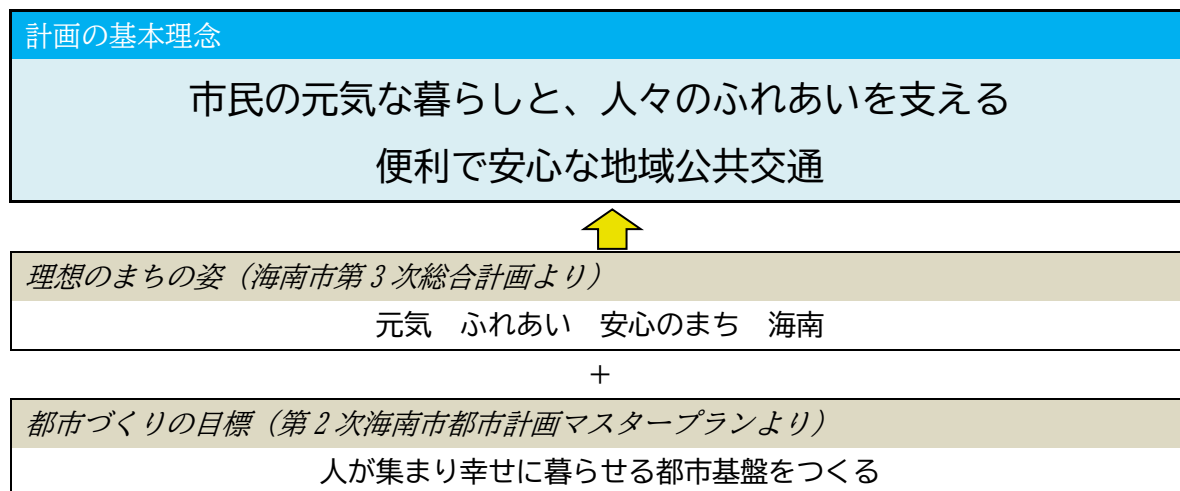 計画の基本理念
市民の元気な暮らしと、人々のふれあいを支える
便利で安心な地域公共交通
理想のまちの姿（海南市第３次総合計画より）
元気　ふれあい　安心のまち　海南
＋
都市づくりの目標（第２次海南市都市計画マスタープランより）
人が集まり幸せに暮らせる都市基盤をつくる